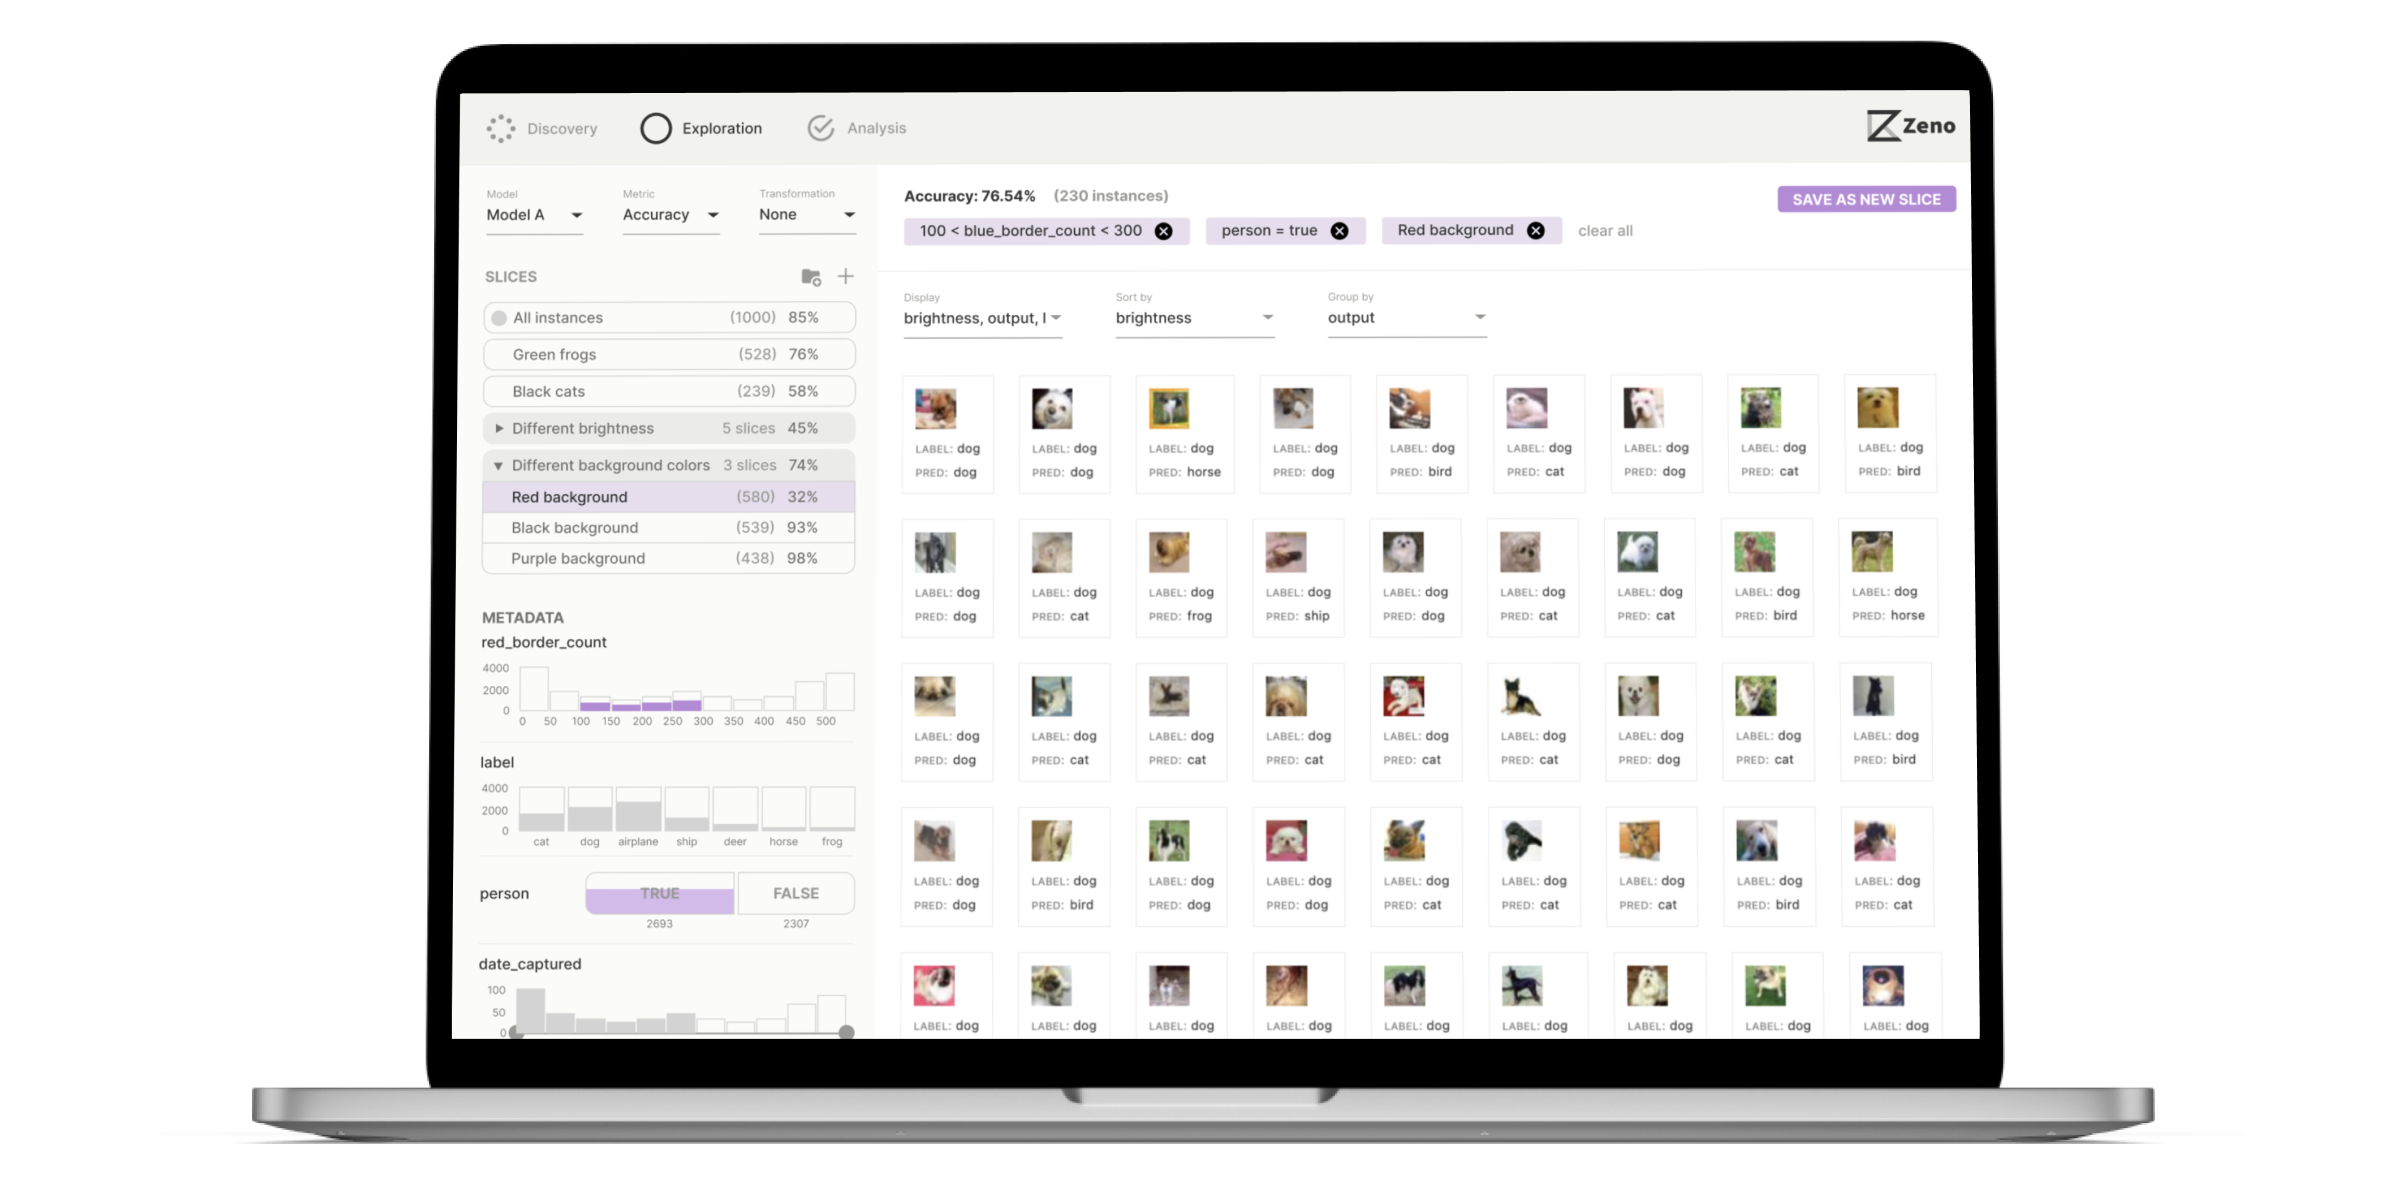 Discovery
Exploration
Analysis
Zeno
Model
Model A
Metric
Accuracy
Transformation
None
SLICES
All instances (1000) 85%
Green frogs (528) 76%
Black cats (239) 58%
Different brightness 5 slices 45%
Different background colors 3 slices 74%
Red background (580) 32%
Black background (539) 93%
Purple background (438) 98%
METADATA
red_border_count
4000
2000
0
0 50 100 150 200 250 300 350 400 450 500
label
4000
2000
0
cat dog airplane ship deer horse frog
person
TRUE
FALSE
2693
2307
date_captured
100
50
0
Accuracy: 76.54% (230 instances)
SAVE AS NEW SLICE
100 < blue_border_count < 300
person = true
Red background
clear all
Display
brightness, output, l
Sort by
brightness
Group by
output
LABEL: dog LABEL: dog LABEL: dog LABEL: dog LABEL: dog LABEL: dog LABEL: dog LABEL: dog LABEL: dog
PRED: dog PRED: dog PRED: horse PRED: dog PRED: bird PRED: cat PRED: dog PRED: cat PRED: bird
LABEL: dog LABEL: dog LABEL: dog LABEL: dog LABEL: dog LABEL: dog LABEL: dog LABEL: dog LABEL: dog
PRED: dog PRED: cat PRED: frog PRED: ship PRED: dog PRED: cat PRED: cat PRED: bird PRED: horse
LABEL: dog LABEL: dog LABEL: dog LABEL: dog LABEL: dog LABEL: dog LABEL: dog LABEL: dog LABEL: dog
PRED: dog PRED: cat PRED: cat PRED: cat PRED: cat PRED: cat PRED: dog PRED: cat PRED: bird
LABEL: dog LABEL: dog LABEL: dog LABEL: dog LABEL: dog LABEL: dog LABEL: dog LABEL: dog LABEL: dog
PRED: dog PRED: bird PRED: dog PRED: dog PRED: cat PRED: cat PRED: cat PRED: bird PRED: cat
LABEL: dog LABEL: dog LABEL: dog LABEL: dog LABEL: dog LABEL: dog LABEL: dog LABEL: dog LABEL: dog